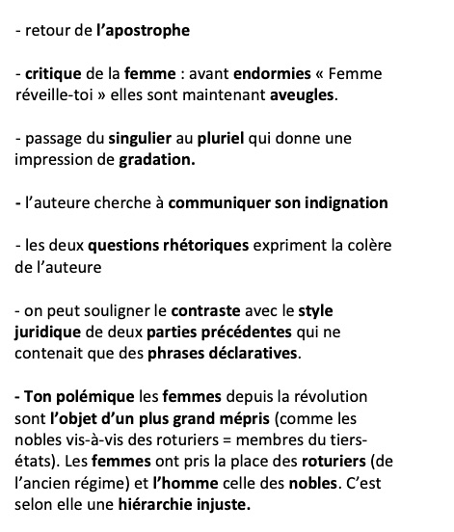 - retour de l’apostrophe
- critique de la femme : avant endormies « Femme
réveille-toi » elles sont maintenant aveugles.
- passage du singulier au pluriel qui donne une
impression de gradation.
- l’auteure cherche à communiquer son indignation
- les deux questions rhétoriques expriment la colère
de l’auteure
- on peut souligner le contraste avec le style
juridique de deux parties précédentes qui ne
contenait que des phrases déclaratives.
- Ton polémique les femmes depuis la révolution
sont l’objet d’un plus grand mépris (comme les
nobles vis-à-vis des roturiers = membres du tiers-
états). Les femmes ont pris la place des roturiers (de
l’ancien régime) et l’homme celle des nobles. C’est
selon elle une hiérarchie injuste.